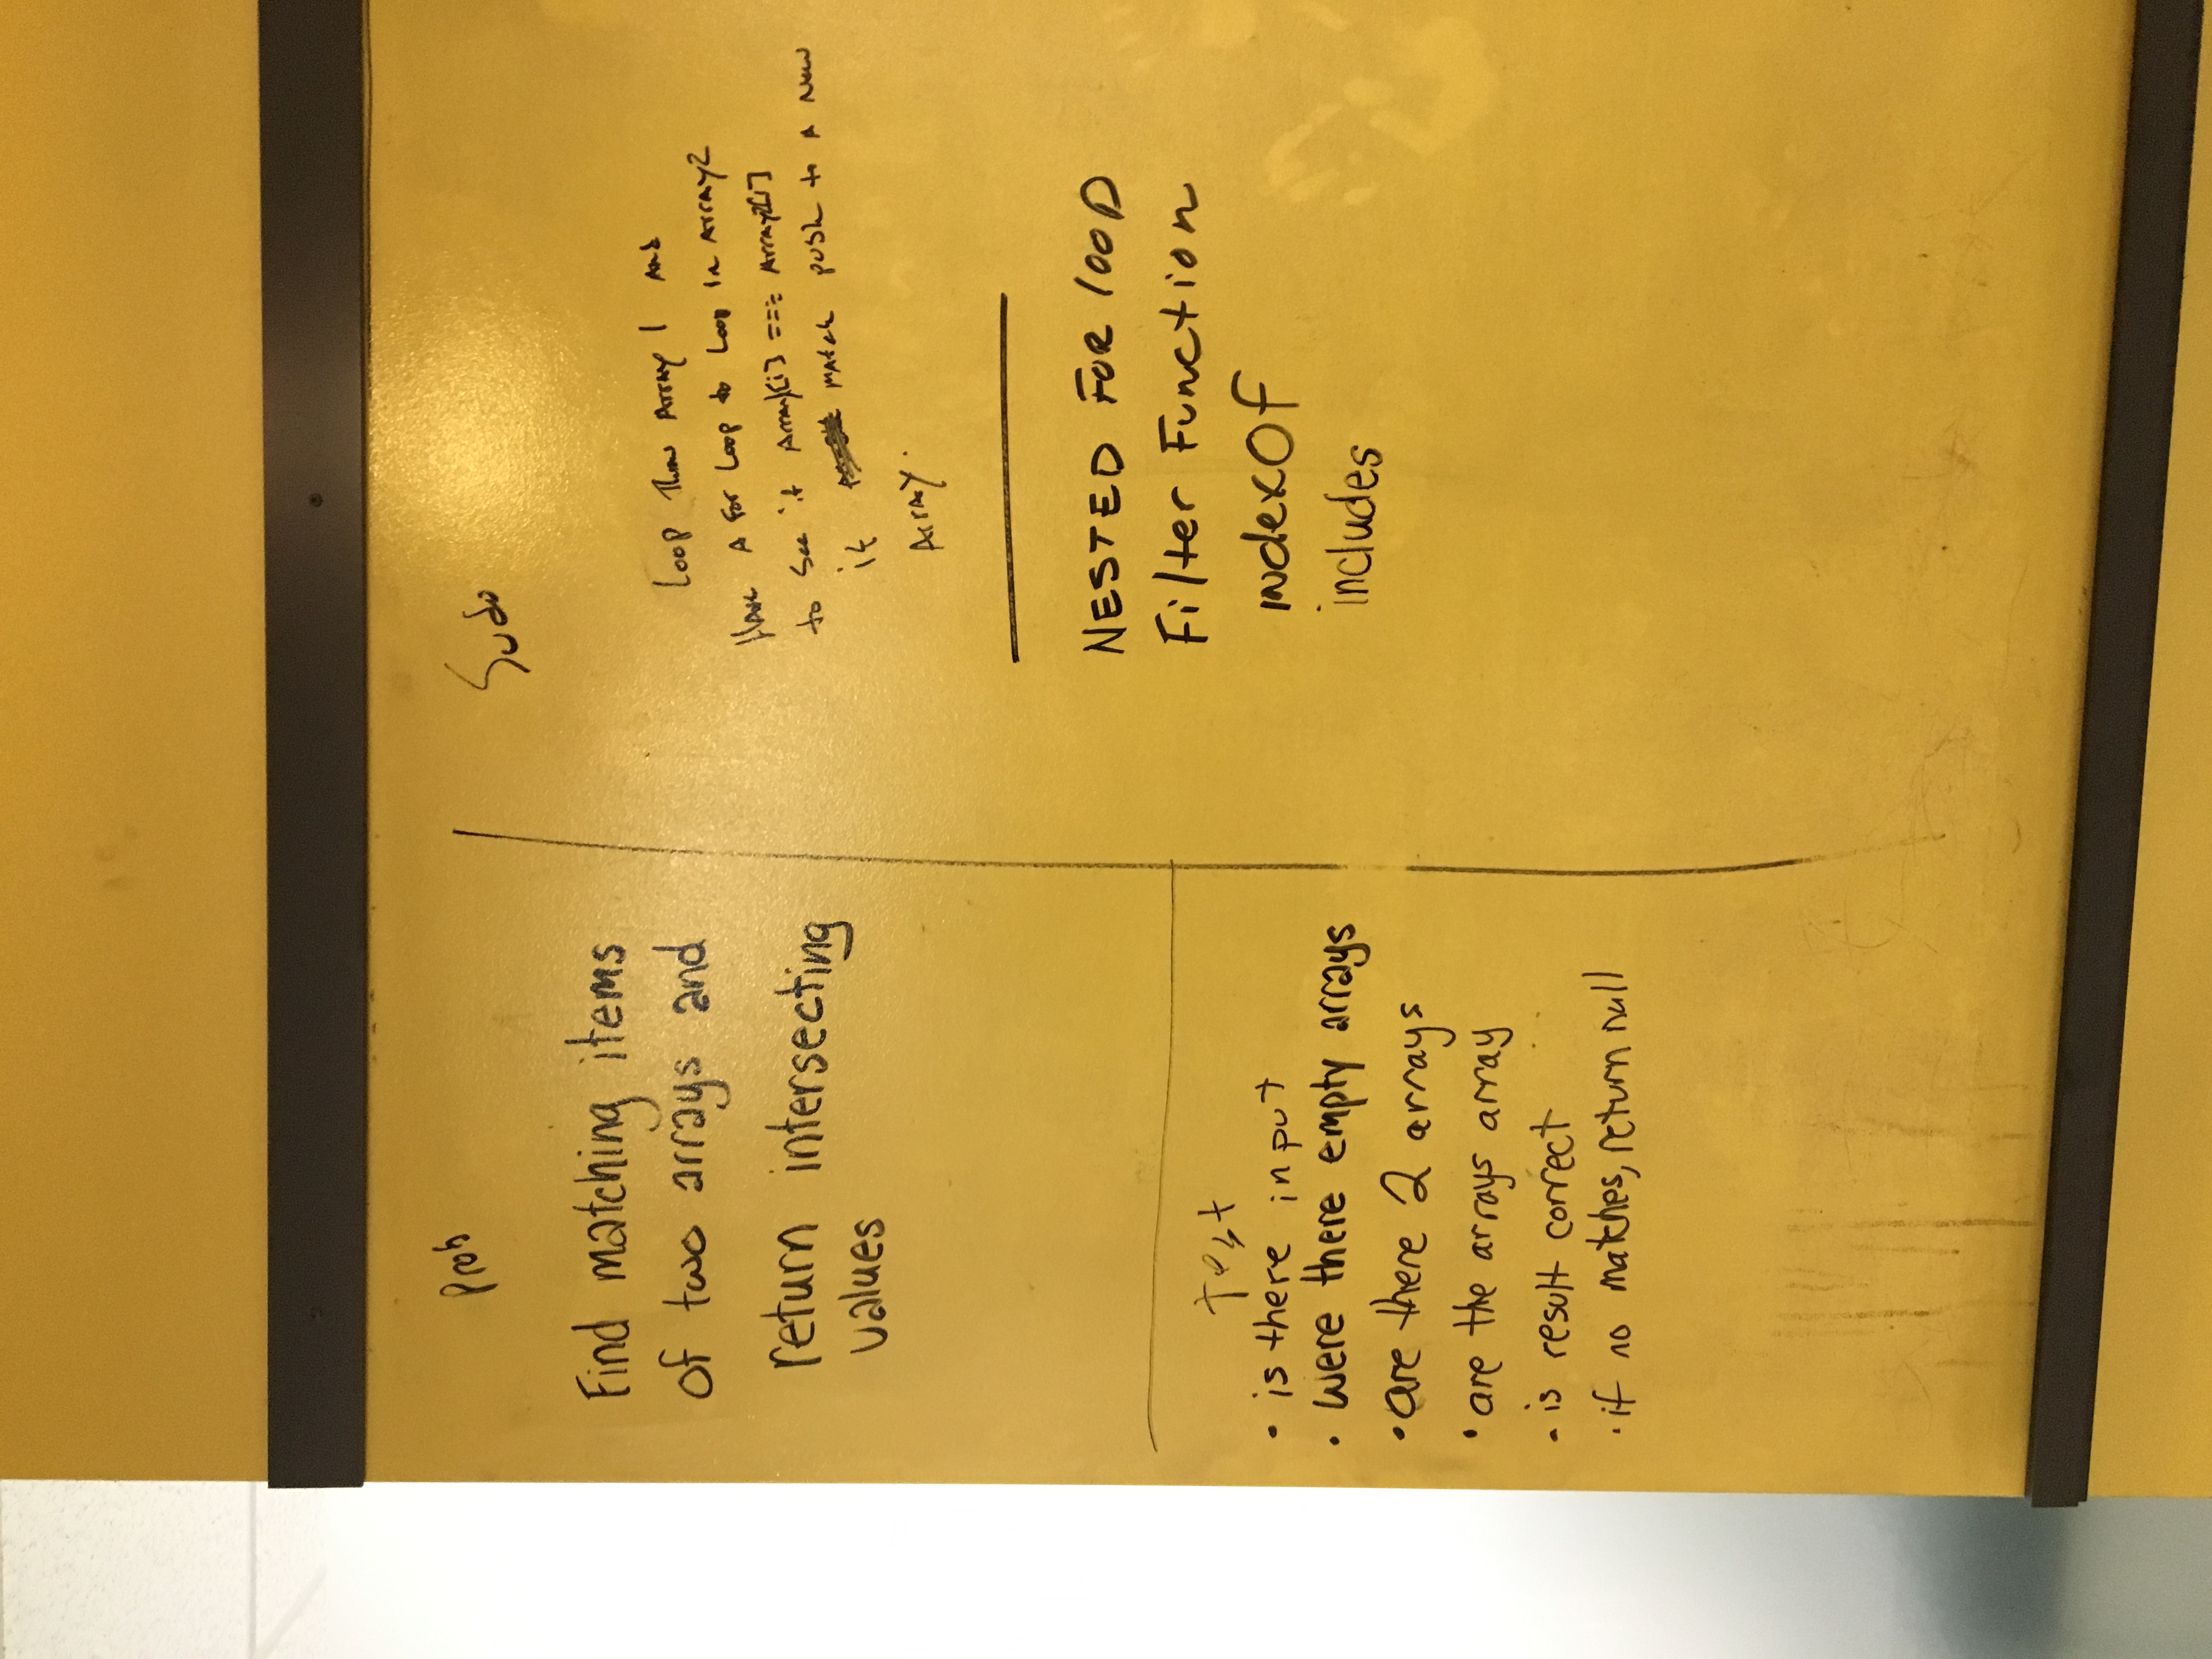 Prob
Find matching items
of two arrays and
return intersecting
values
Test
• is there input
• were there empty arrays
• are there 2 arrays
• are the arrays array
• is result correct
• if no matches, return null
Sudo
Loop Thru Array 1 And
Have A For Loop to Loop In Array2
to see if Array[i] === Array2[i]
if match push to A New
Array.
NESTED FOR lOOP
Filter Function
indexOf
includes